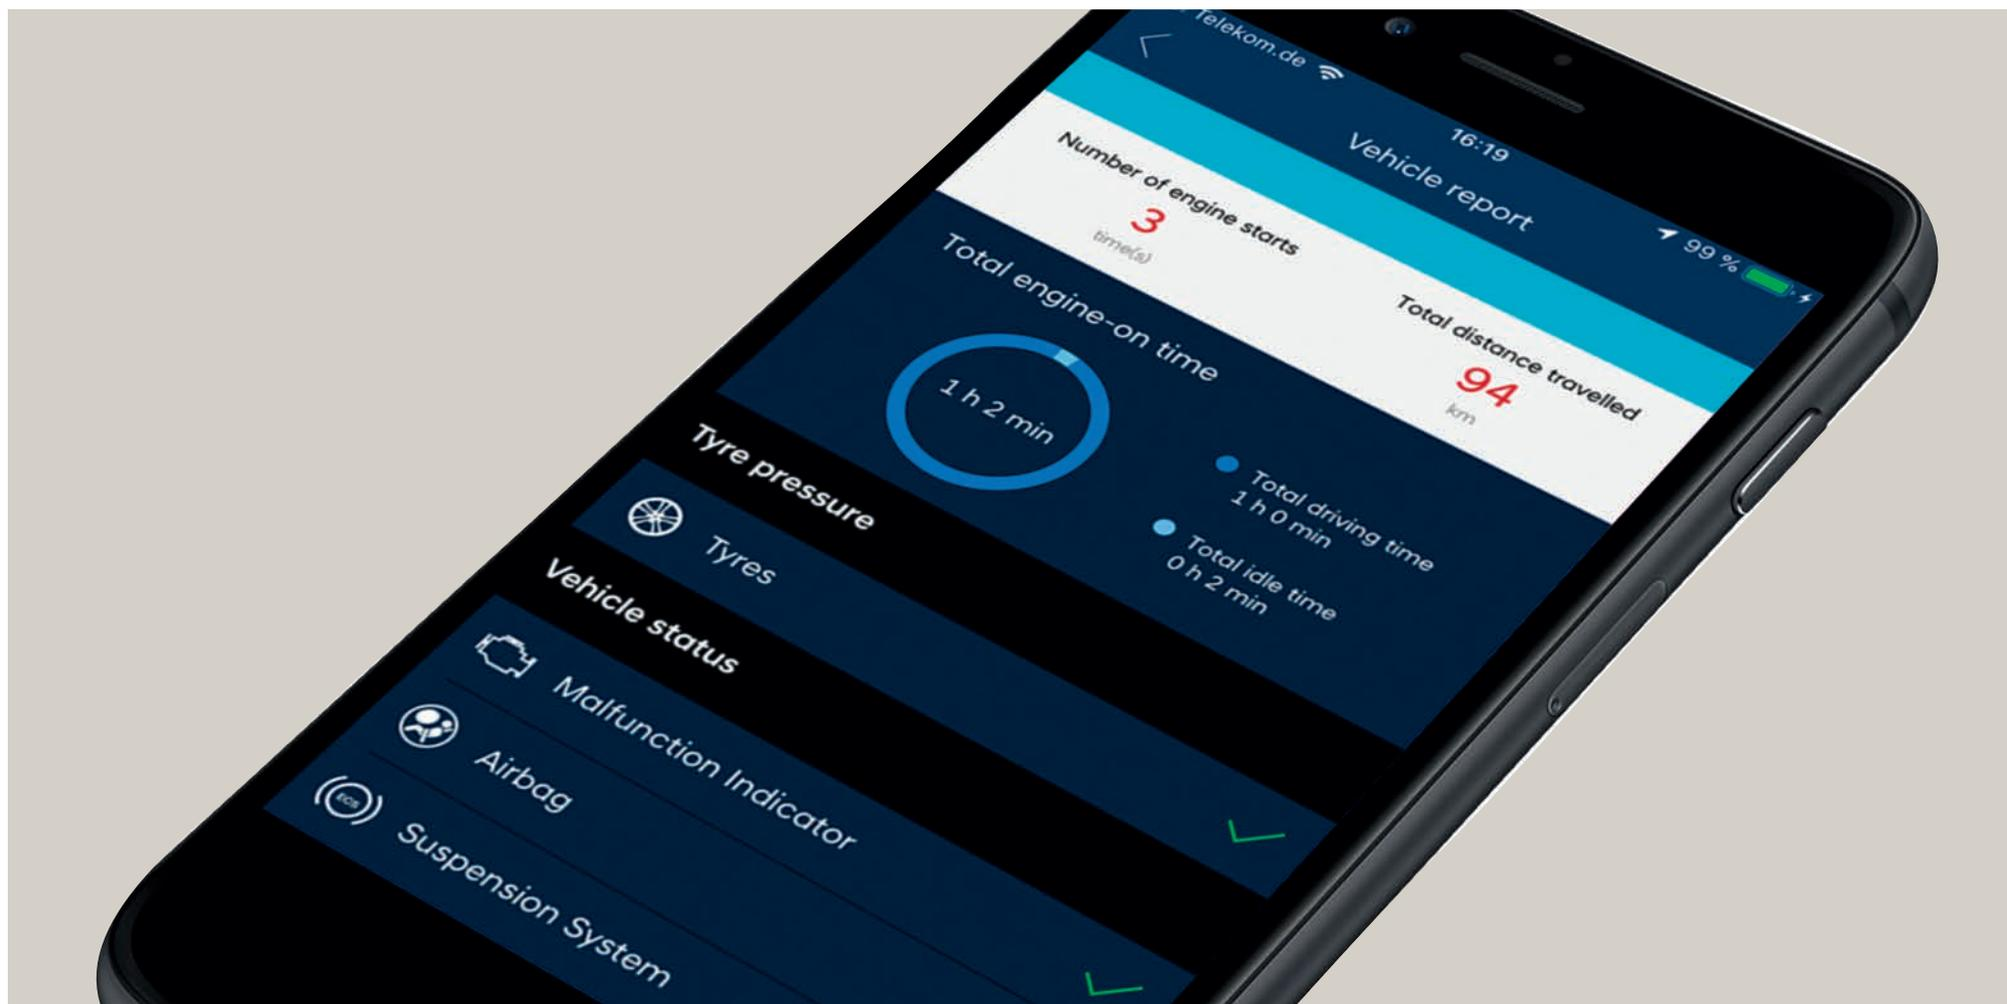 Telekom.de
16:19
99 %
Vehicle report
Number of engine starts
3
time(s)
Total distance travelled
94
km
Total engine-on time
1 h 2 min
Total driving time
1 h 0 min
Total idle time
0 h 2 min
Tyre pressure
Tyres
Vehicle status
Malfunction Indicator
Airbag
ECS
Suspension System